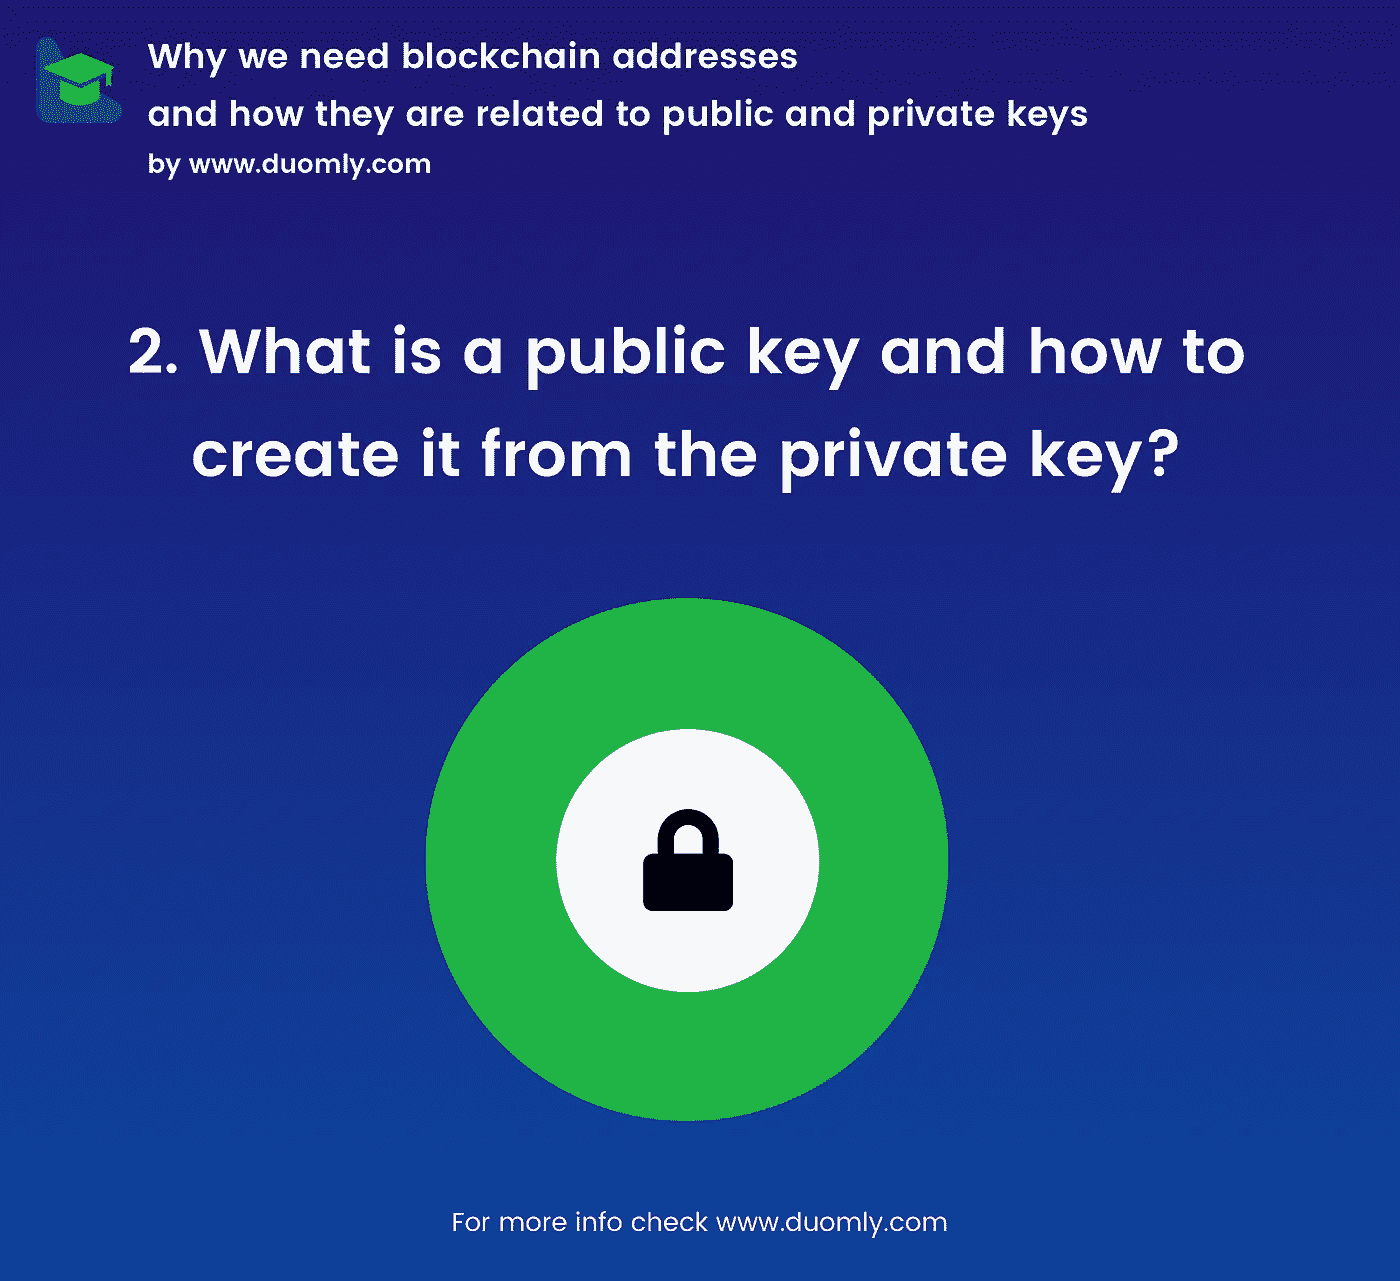 Why we need blockchain addresses
and how they are related to public and private keys
by www.duomly.com
2. What is a public key and how to
create it from the private key?
For more info check www.duomly.com